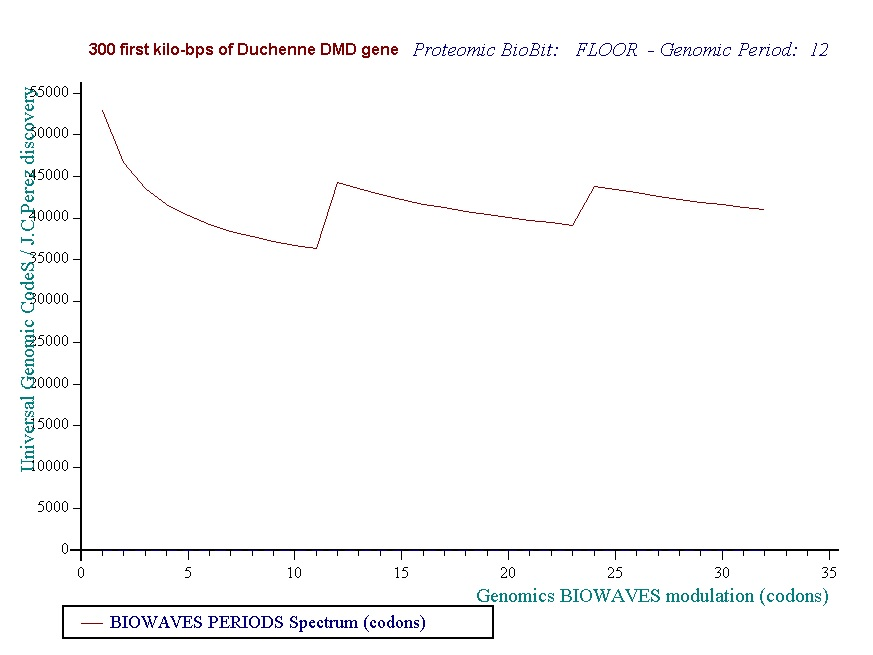 300 first kilo-bps of Duchenne DMD gene Proteomic BioBit: FLOOR - Genomic Period: 12
Universal Genomic CodeS / J.C.Perez discovery
55000
50000
45000
40000
35000
30000
25000
20000
15000
10000
5000
0
0 5 10 15 20 25 30 35
Genomics BIOWAVES modulation (codons)
BIOWAVES PERIODS Spectrum (codons)